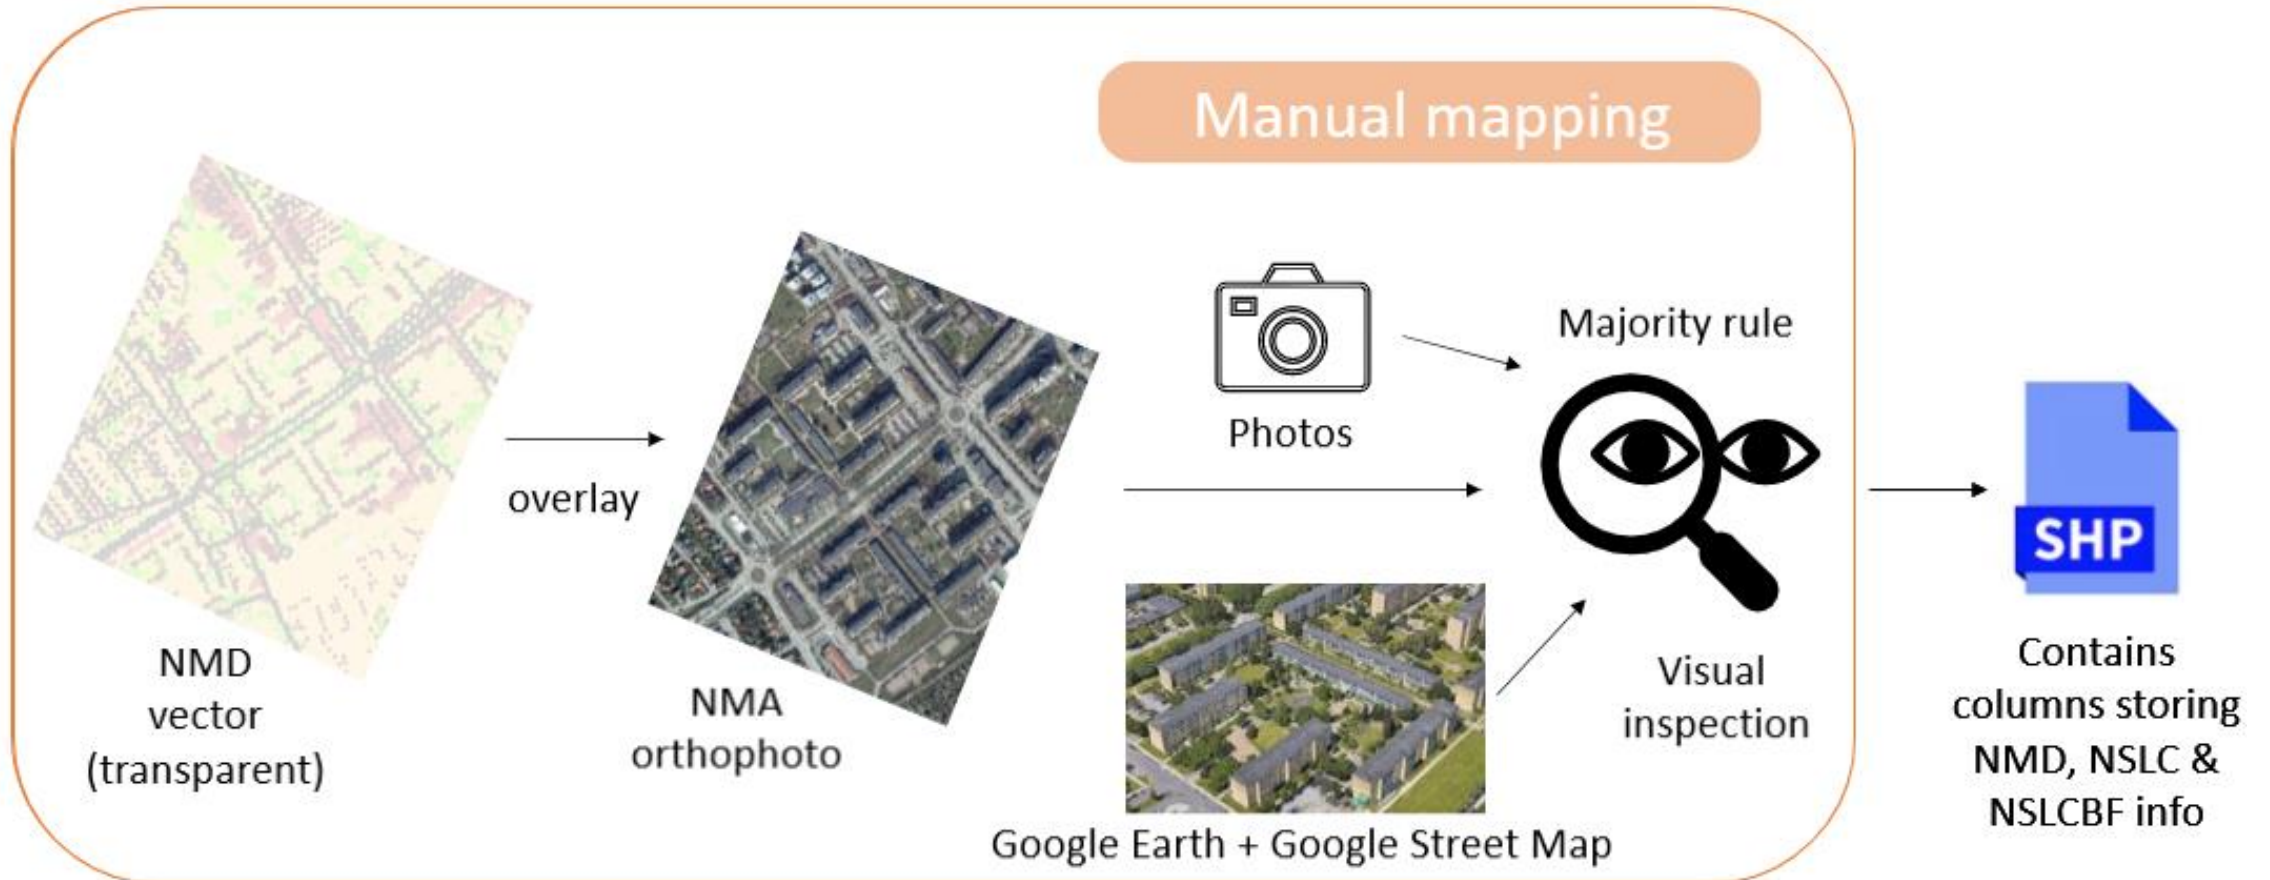 Manual mapping
NMD
vector
(transparent)
overlay
NMA
orthophoto
Photos
Google Earth + Google Street Map
Majority rule
Visual
inspection
SHP
Contains
columns storing
NMD, NSLC &
NSLCBF info